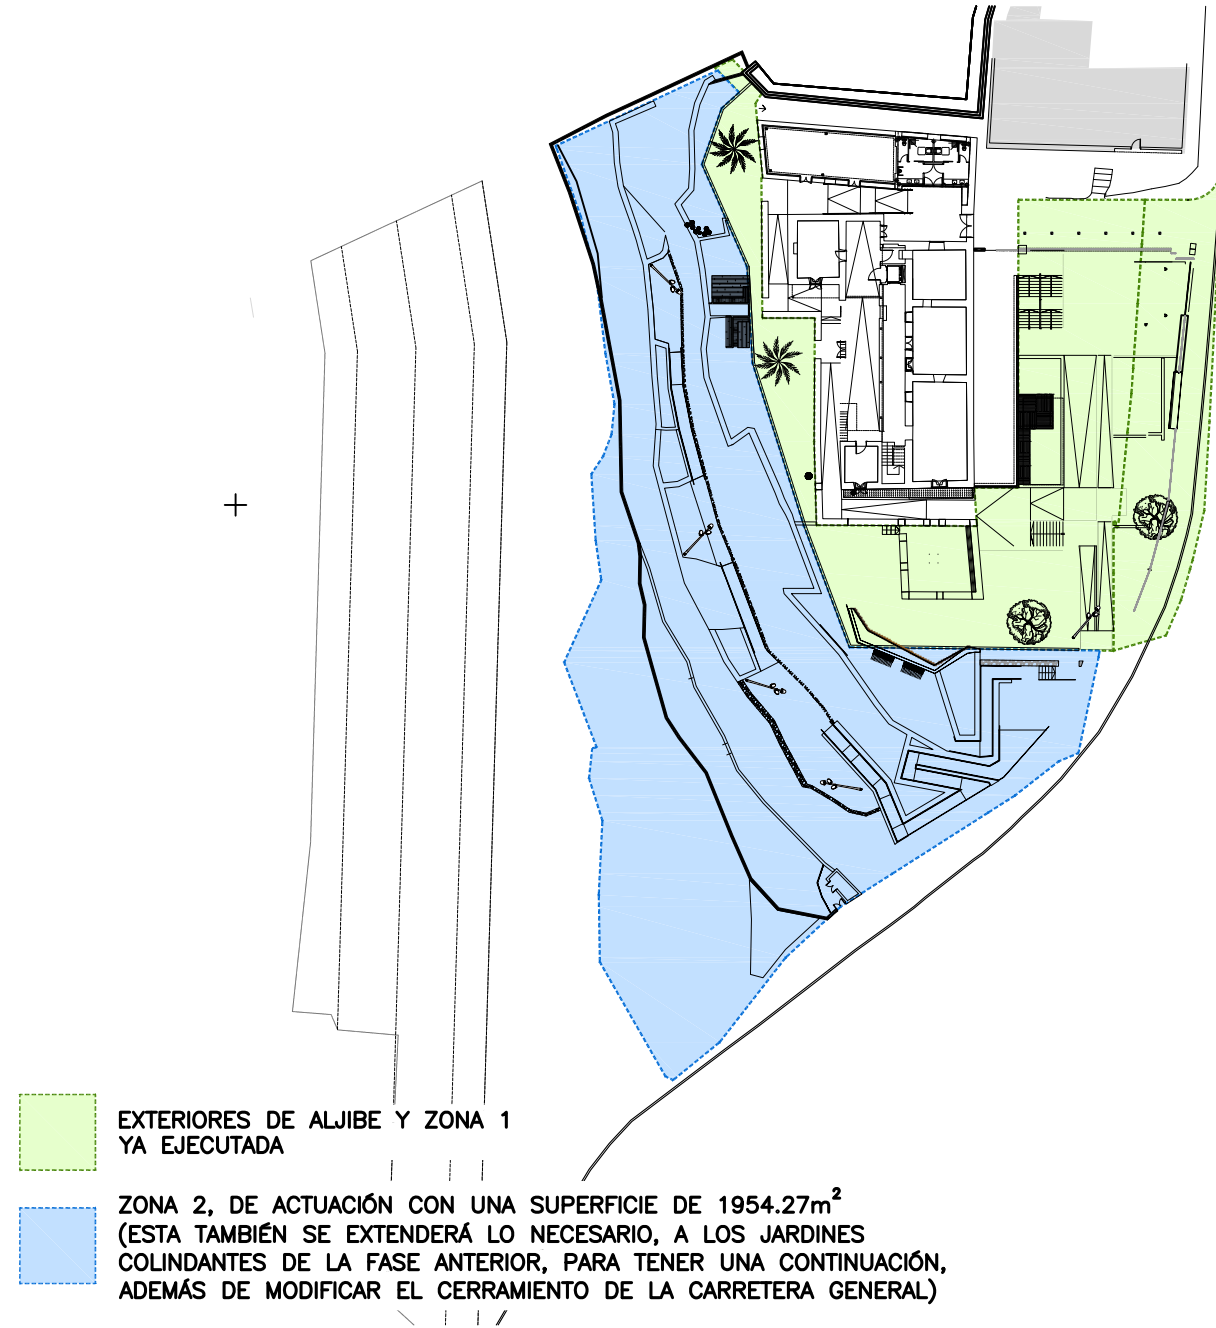 EXTERIORES DE ALJIBE Y ZONA 1
YA EJECUTADA
ZONA 2, DE ACTUACIÓN CON UNA SUPERFICIE DE 1954.27m²
(ESTA TAMBIÉN SE EXTENDERÁ LO NECESARIO, A LOS JARDINES
COLINDANTES DE LA FASE ANTERIOR, PARA TENER UNA CONTINUACIÓN,
ADEMÁS DE MODIFICAR EL CERRAMIENTO DE LA CARRETERA GENERAL)